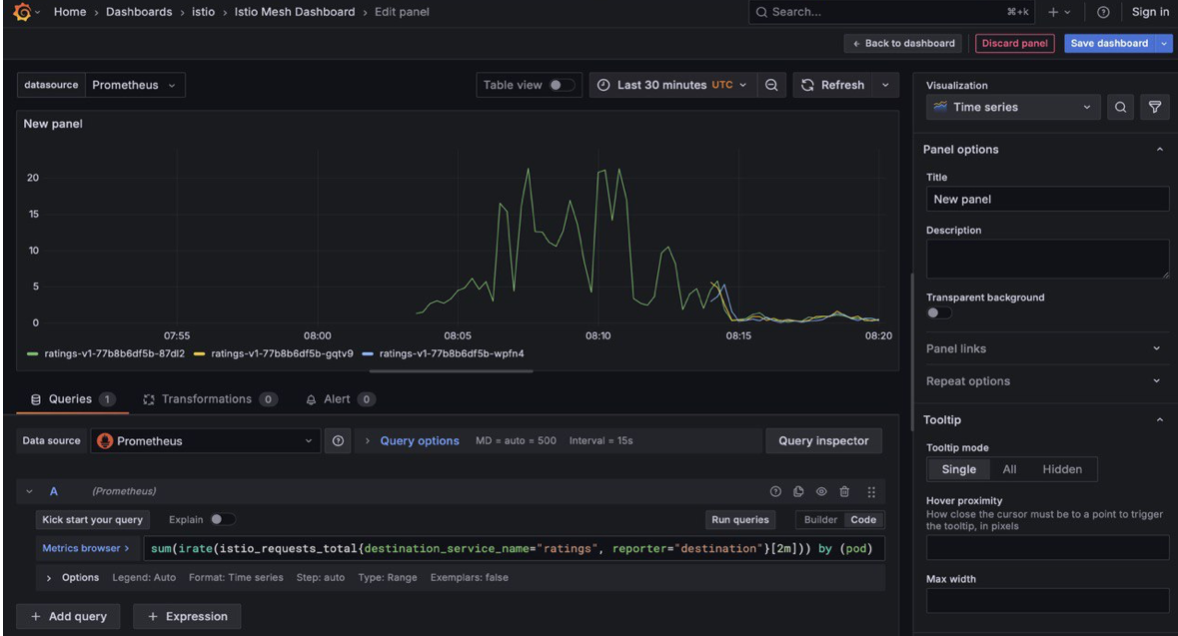 Home › Dashboards › istio › Istio Mesh Dashboard › Edit panel
Search...
⌘+k
Sign in
← Back to dashboard
Discard panel
Save dashboard
datasource Prometheus
Table view
Last 30 minutes UTC
Refresh
New panel
20
15
10
5
0
07:55 08:00 08:05 08:10 08:15 08:20
ratings-v1-77b8b6df5b-87dl2 ratings-v1-77b8b6df5b-gqtv9 ratings-v1-77b8b6df5b-wpfn4
Queries 1 Transformations 0 Alert 0
Data source Prometheus
Query options MD = auto = 500 Interval = 15s
Query inspector
A (Prometheus)
Kick start your query Explain
Run queries Builder Code
Metrics browser > sum(irate(istio_requests_total{destination_service_name="ratings", reporter="destination"}[2m])) by (pod)
Options Legend: Auto Format: Time series Step: auto Type: Range Exemplars: false
+ Add query + Expression
Visualization
Time series
Panel options
Title
New panel
Description
Transparent background
Panel links
Repeat options
Tooltip
Tooltip mode
Single All Hidden
Hover proximity
How close the cursor must be to a point to trigger
the tooltip, in pixels
Max width